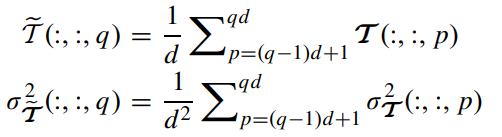 $\widetilde{\mathcal{T}}(:,:,q) = \frac{1}{d} \sum_{p=(q-1)d+1}^{qd} \boldsymbol{\mathcal{T}}(:,:,p)$
$\sigma^2_{\widetilde{\boldsymbol{\mathcal{T}}}}(:,:,q) = \frac{1}{d^2} \sum_{p=(q-1)d+1}^{qd} \sigma^2_{\boldsymbol{\mathcal{T}}}(:,:,p)$